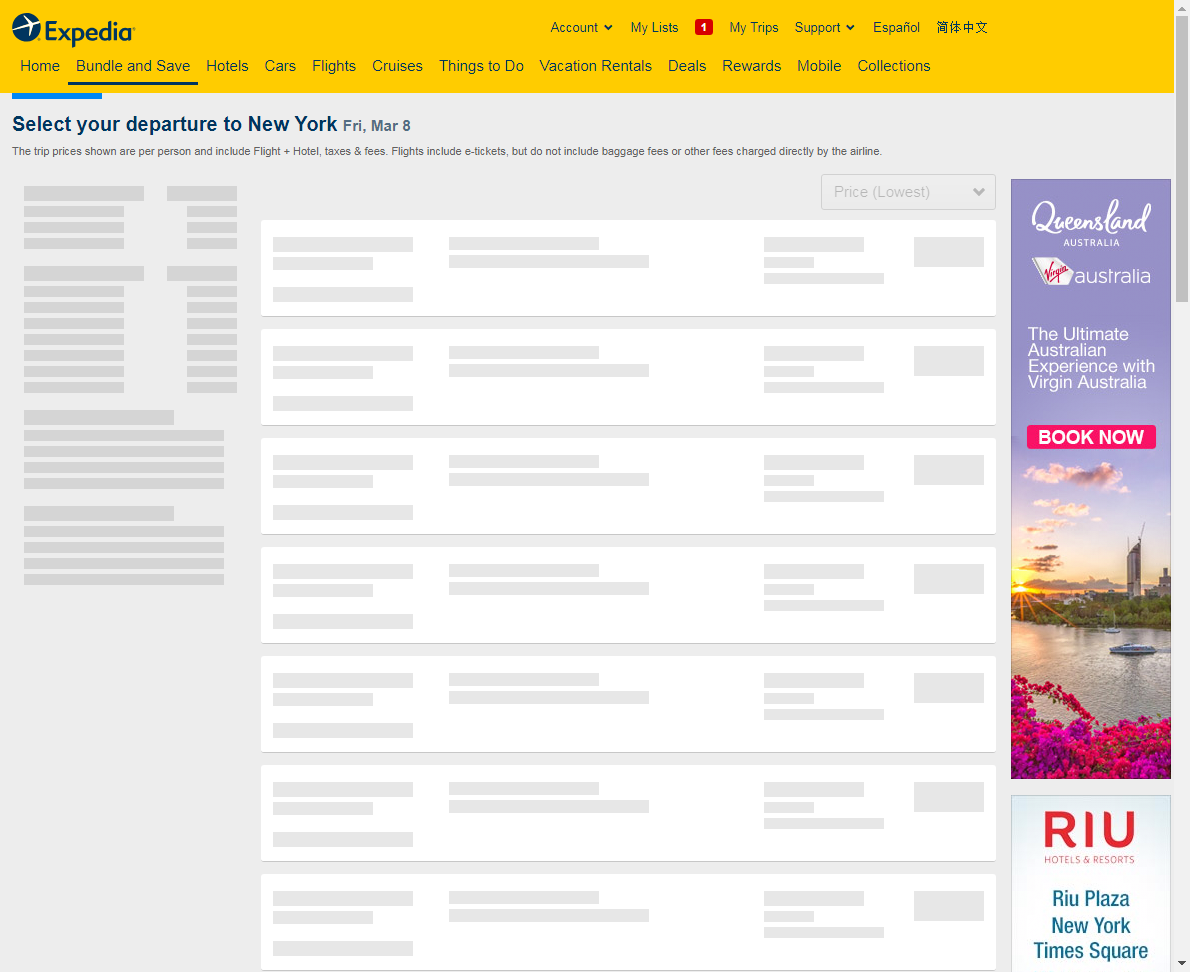 Expedia
Account My Lists 1 My Trips Support Español 简体中文
Home Bundle and Save Hotels Cars Flights Cruises Things to Do Vacation Rentals Deals Rewards Mobile Collections
Select your departure to New York Fri, Mar 8
The trip prices shown are per person and include Flight + Hotel, taxes & fees. Flights include e-tickets, but do not include baggage fees or other fees charged directly by the airline.
Price (Lowest)
Queensland
AUSTRALIA
Virgin australia
The Ultimate
Australian
Experience with
Virgin Australia
BOOK NOW
RIU
HOTELS & RESORTS
Riu Plaza
New York
Times Square